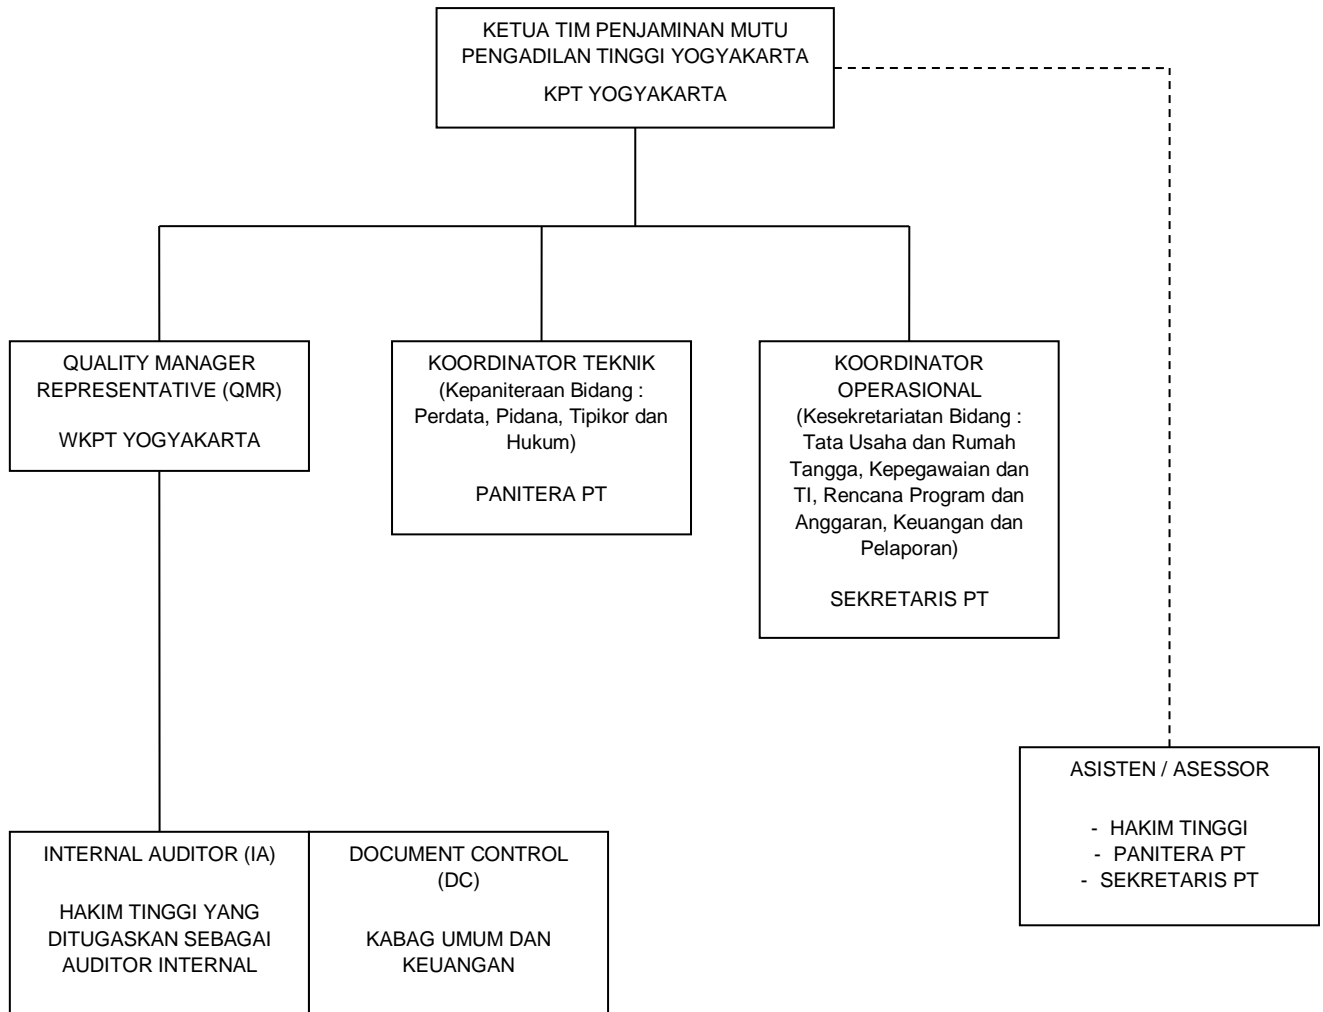 KETUA TIM PENJAMINAN MUTU
PENGADILAN TINGGI YOGYAKARTA
KPT YOGYAKARTA
QUALITY MANAGER
REPRESENTATIVE (QMR)
WKPT YOGYAKARTA
KOORDINATOR TEKNIK
(Kepaniteraan Bidang :
Perdata, Pidana, Tipikor dan
Hukum)
PANITERA PT
KOORDINATOR
OPERASIONAL
(Kesekretariatan Bidang :
Tata Usaha dan Rumah
Tangga, Kepegawaian dan
TI, Rencana Program dan
Anggaran, Keuangan dan
Pelaporan)
SEKRETARIS PT
ASISTEN / ASESSOR
- HAKIM TINGGI
- PANITERA PT
- SEKRETARIS PT
INTERNAL AUDITOR (IA)
HAKIM TINGGI YANG
DITUGASKAN SEBAGAI
AUDITOR INTERNAL
DOCUMENT CONTROL
(DC)
KABAG UMUM DAN
KEUANGAN